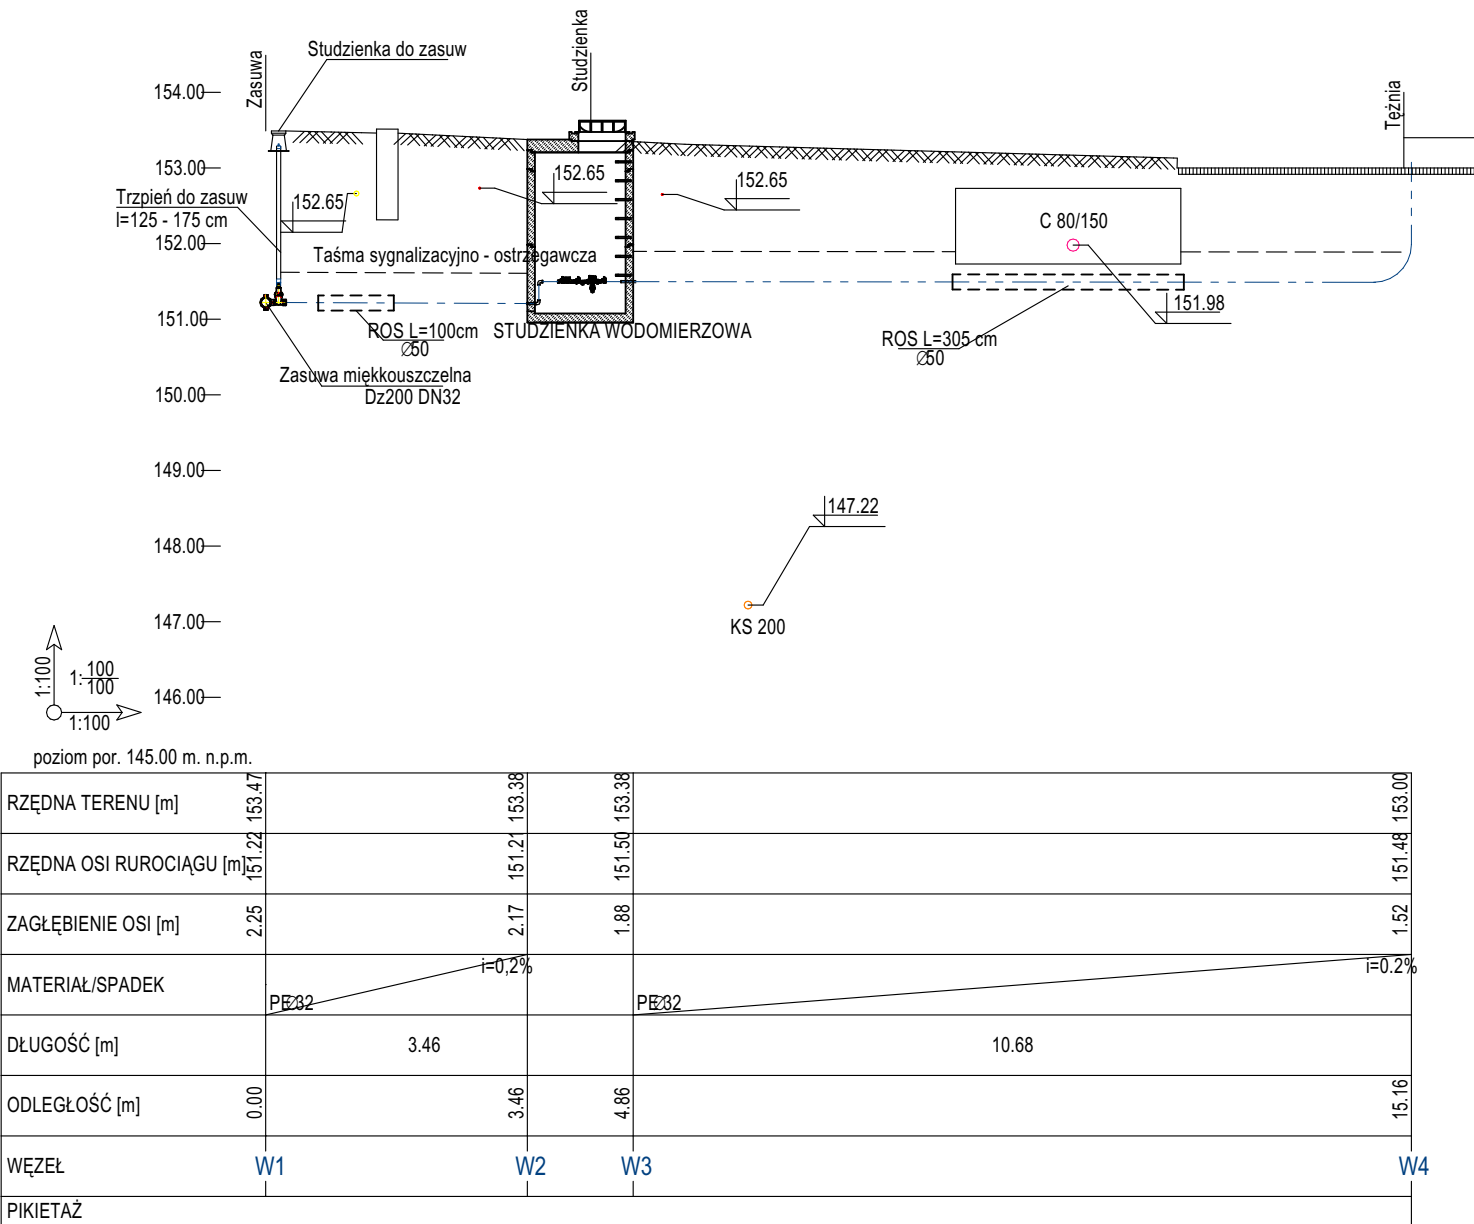 Zasuwa
Studzienka do zasuw
Studzienka
Tężnia
154.00
153.00
152.00
151.00
150.00
149.00
148.00
147.00
146.00
Trzpień do zasuw
l=125 - 175 cm
152.65
152.65
152.65
C 80/150
Taśma sygnalizacyjno - ostrzegawcza
151.98
ROS L=100cm
∅50
STUDZIENKA WODOMIERZOWA
ROS L=305 cm
∅50
Zasuwa miękkouszczelna
Dz200 DN32
147.22
KS 200
1:100
1:100/100
1:100
poziom por. 145.00 m. n.p.m.
RZĘDNA TERENU [m] 153.47 153.38 153.38 153.00
RZĘDNA OSI RUROCIĄGU [m] 151.22 151.21 151.50 151.48
ZAGŁĘBIENIE OSI [m] 2.25 2.17 1.88 1.52
MATERIAŁ/SPADEK PE∅32 i=0,2% PE∅32 i=0.2%
DŁUGOŚĆ [m] 3.46 10.68
ODLEGŁOŚĆ [m] 0.00 3.46 4.86 15.16
WĘZEŁ W1 W2 W3 W4
PIKIETAŻ